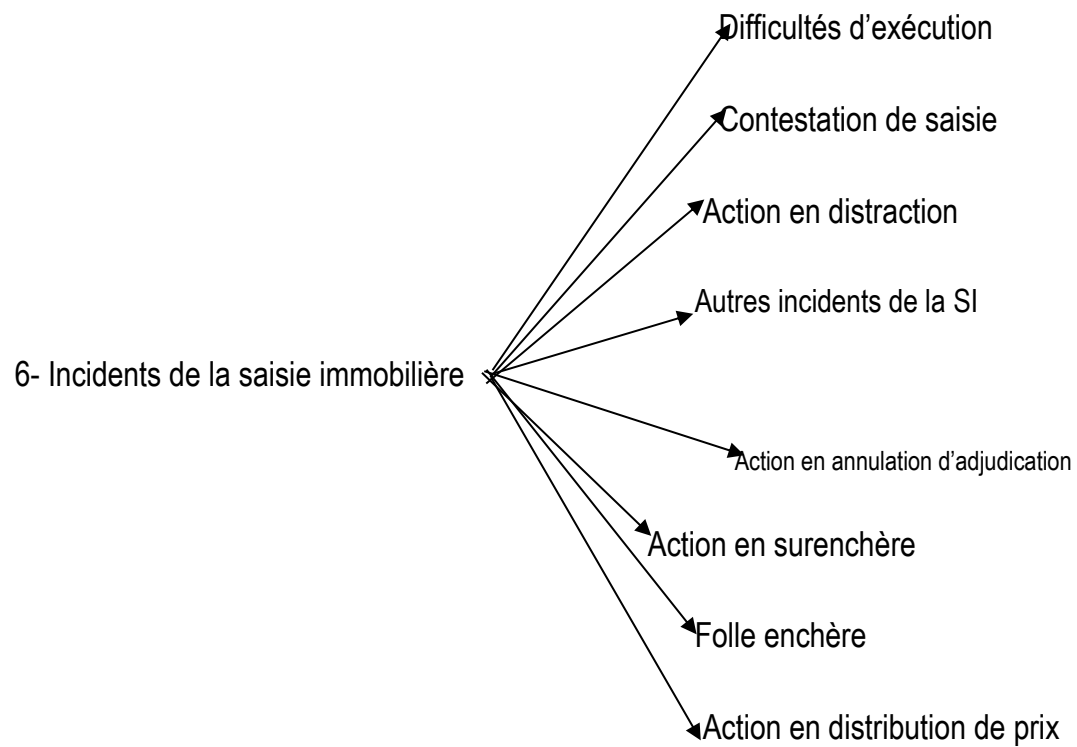 Difficultés d’exécution
Contestation de saisie
Action en distraction
Autres incidents de la SI
6- Incidents de la saisie immobilière
Action en annulation d’adjudication
Action en surenchère
Folle enchère
Action en distribution de prix